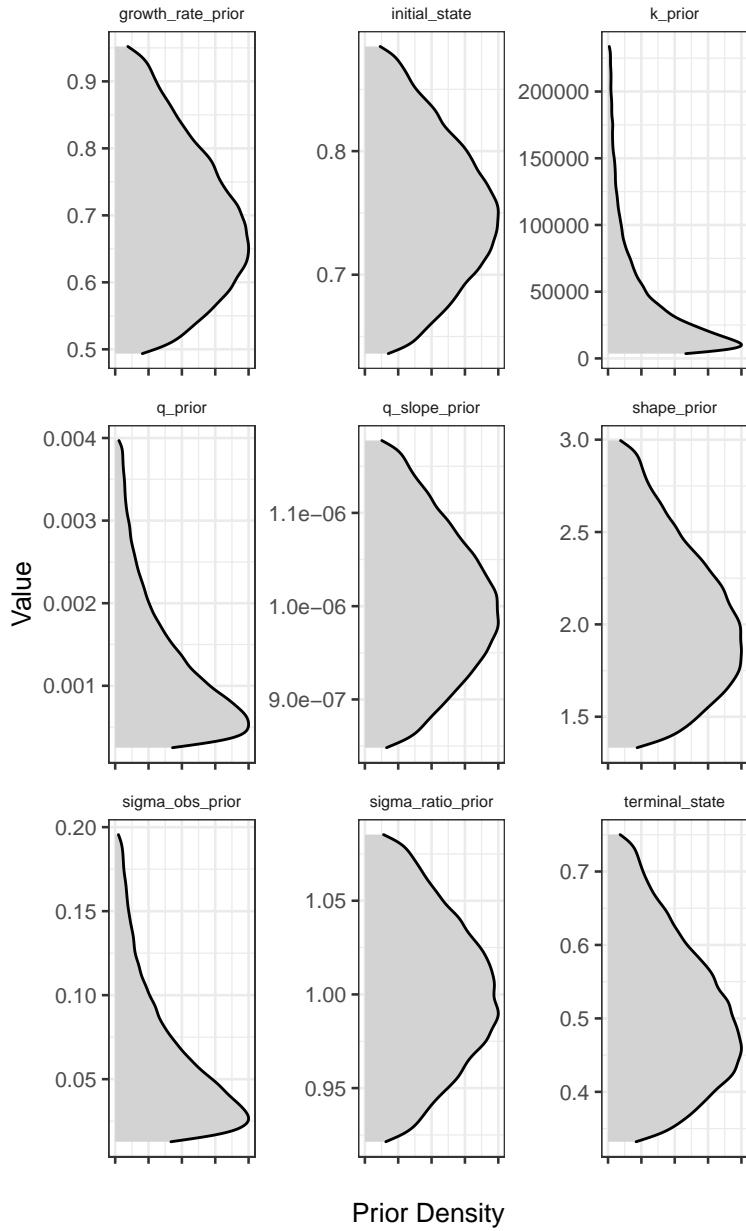 growth_rate_prior
initial_state
k_prior
0.9
0.8
0.7
0.6
0.5
0.8
0.7
200000
150000
100000
50000
0
q_prior
q_slope_prior
shape_prior
0.004
0.003
0.002
0.001
1.1e−06
1.0e−06
9.0e−07
3.0
2.5
2.0
1.5
sigma_obs_prior
sigma_ratio_prior
terminal_state
0.20
0.15
0.10
0.05
1.05
1.00
0.95
0.7
0.6
0.5
0.4
Value
Prior Density